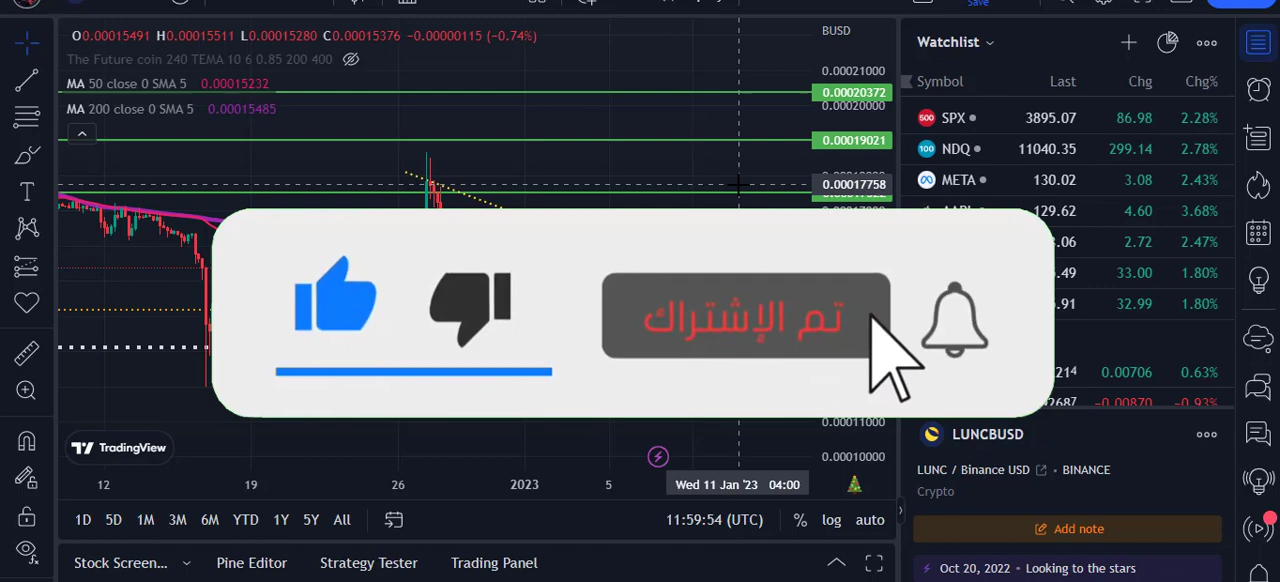 Save
O0.00015491 H0.00015511 L0.00015280 C0.00015376 −0.00000115 (−0.74%)
BUSD
The Future coin 240 TEMA 10 6 0.85 200 400
MA 50 close 0 SMA 5 0.00015232
MA 200 close 0 SMA 5 0.00015485
0.00021000
0.00020372
0.00020000
0.00019021
0.00017758
تم الإشتراك
0.00011000
0.00010000
TradingView
12 19 26 2023 5
Wed 11 Jan '23 04:00
1D 5D 1M 3M 6M YTD 1Y 5Y All
11:59:54 (UTC) % log auto
Stock Screen... Pine Editor Strategy Tester Trading Panel
Watchlist
Symbol Last Chg Chg%
500 SPX 3895.07 86.98 2.28%
100 NDQ 11040.35 299.14 2.78%
META 130.02 3.08 2.43%
129.62 4.60 3.68%
.06 2.72 2.47%
.49 33.00 1.80%
.91 32.99 1.80%
214 0.00706 0.63%
2687 −0.00870 −0.93%
LUNCBUSD
LUNC / Binance USD • BINANCE
Crypto
Add note
Oct 20, 2022 • Looking to the stars